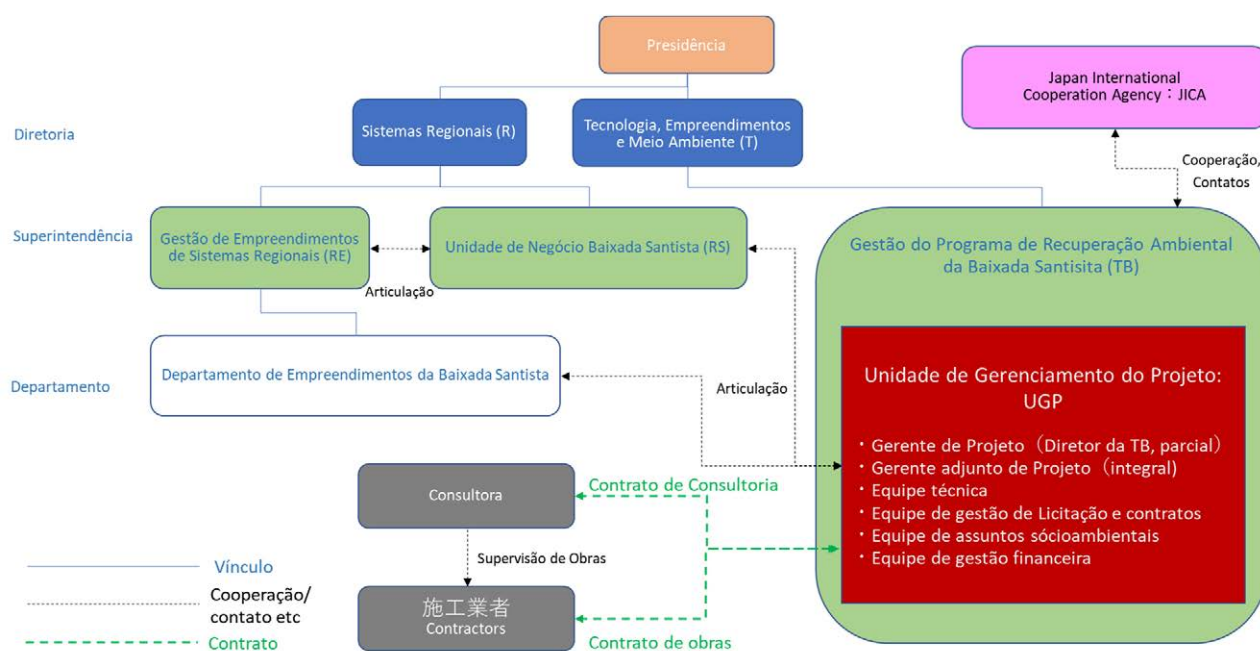 Presidência
Japan International
Cooperation Agency：JICA
Diretoria
Sistemas Regionais (R)
Tecnologia, Empreendimentos
e Meio Ambiente (T)
Cooperação,
Contatos
Superintendência
Gestão de Empreendimentos
de Sistemas Regionais (RE)
Unidade de Negócio Baixada Santista (RS)
Gestão do Programa de Recuperação Ambiental
da Baixada Santisita (TB)
Articulação
Departamento
Departamento de Empreendimentos da Baixada Santista
Articulação
Unidade de Gerenciamento do Projeto:
UGP
・Gerente de Projeto（Diretor da TB, parcial）
・Gerente adjunto de Projeto（integral）
・Equipe técnica
・Equipe de gestão de Licitação e contratos
・Equipe de assuntos sócioambientais
・Equipe de gestão financeira
Consultora
Contrato de Consultoria
Supervisão de Obras
施工業者
Contractors
Contrato de obras
Vínculo
Cooperação/
contato etc
Contrato